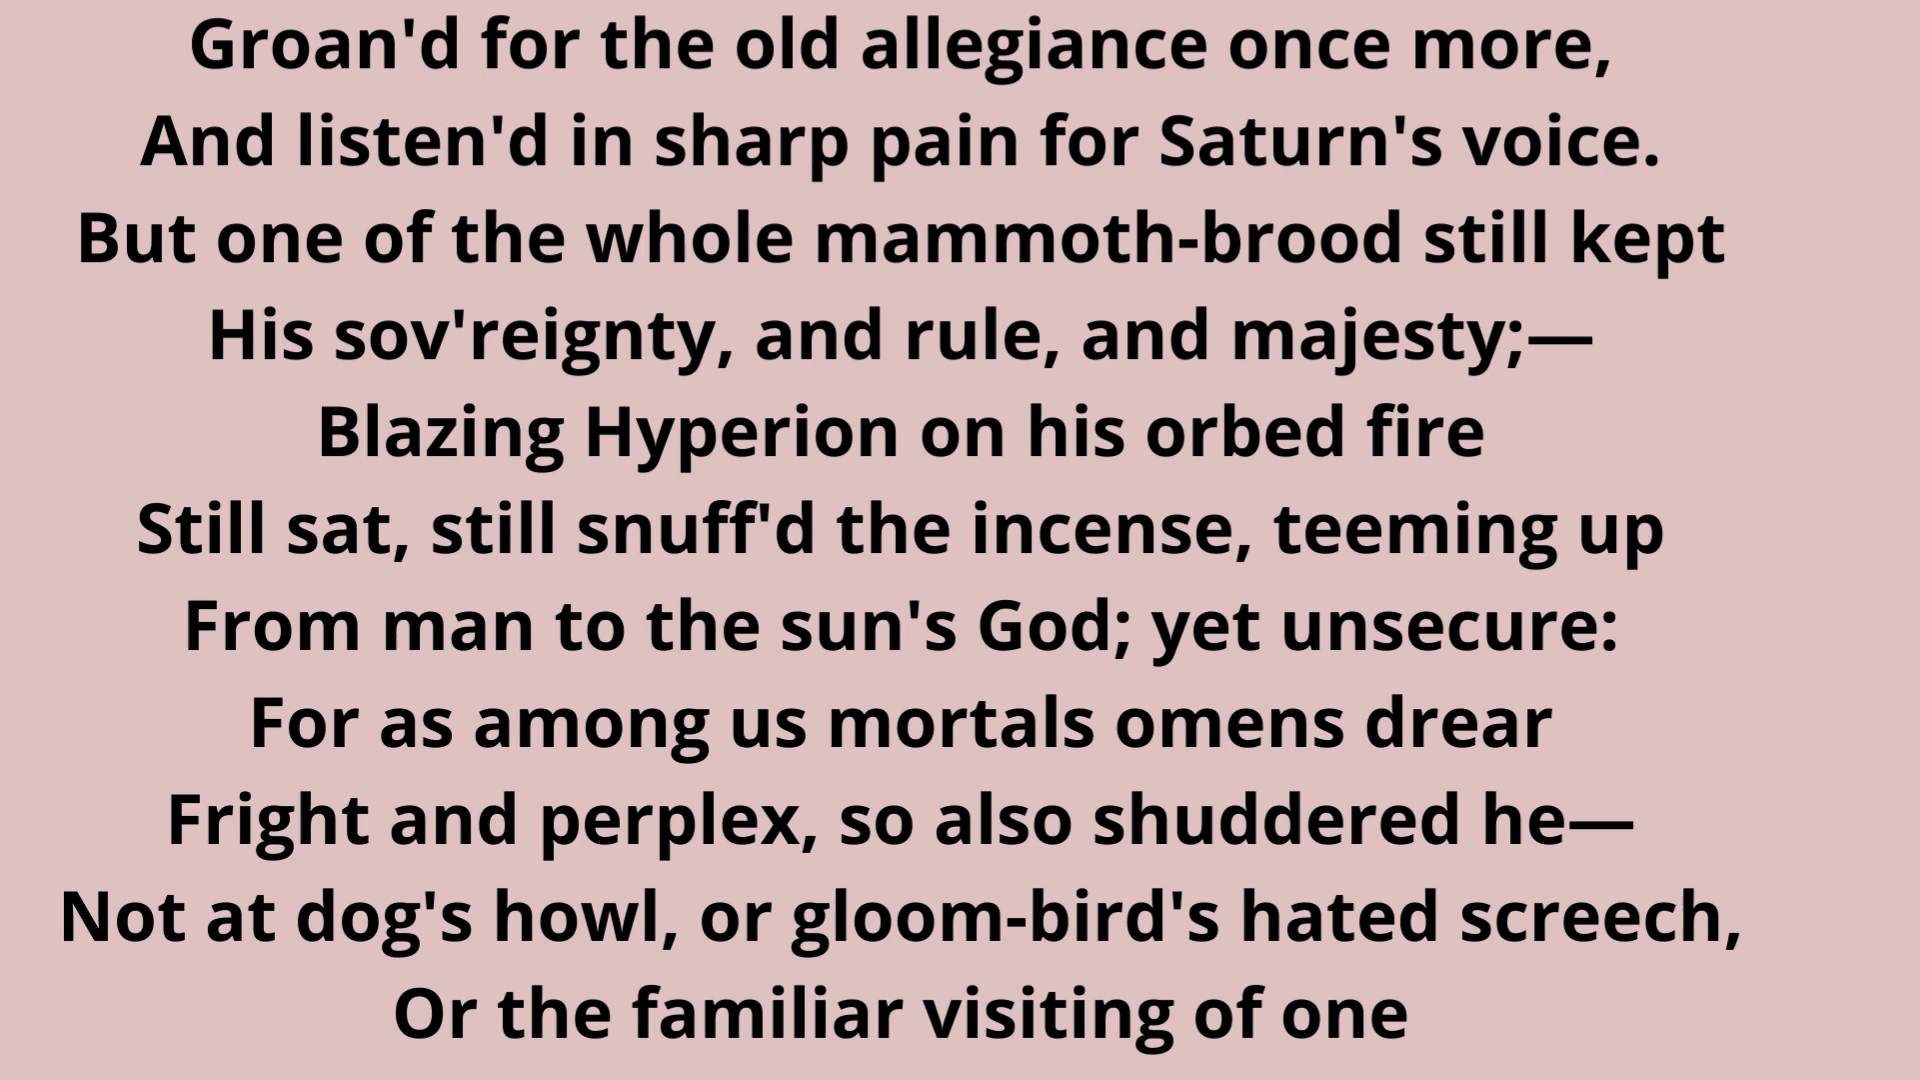 Groan'd for the old allegiance once more,
And listen'd in sharp pain for Saturn's voice.
But one of the whole mammoth-brood still kept
His sov'reignty, and rule, and majesty;—
Blazing Hyperion on his orbed fire
Still sat, still snuff'd the incense, teeming up
From man to the sun's God; yet unsecure:
For as among us mortals omens drear
Fright and perplex, so also shuddered he—
Not at dog's howl, or gloom-bird's hated screech,
Or the familiar visiting of one